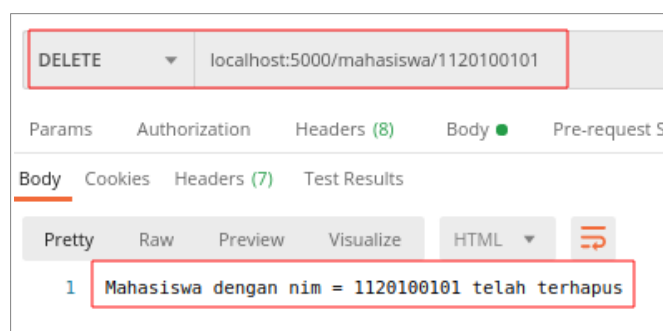 DELETE localhost:5000/mahasiswa/1120100101
Params Authorization Headers (8) Body Pre-request S
Body Cookies Headers (7) Test Results
Pretty Raw Preview Visualize HTML
1 Mahasiswa dengan nim = 1120100101 telah terhapus